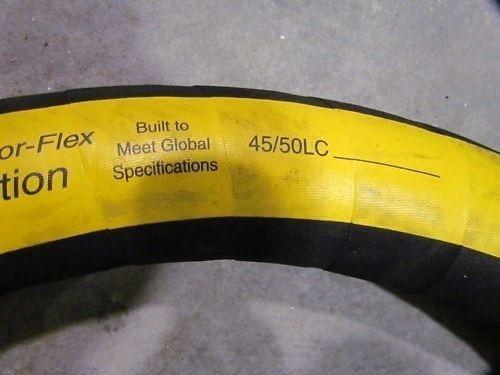 or-Flex
tion
Built to
Meet Global
Specifications
45/50LC